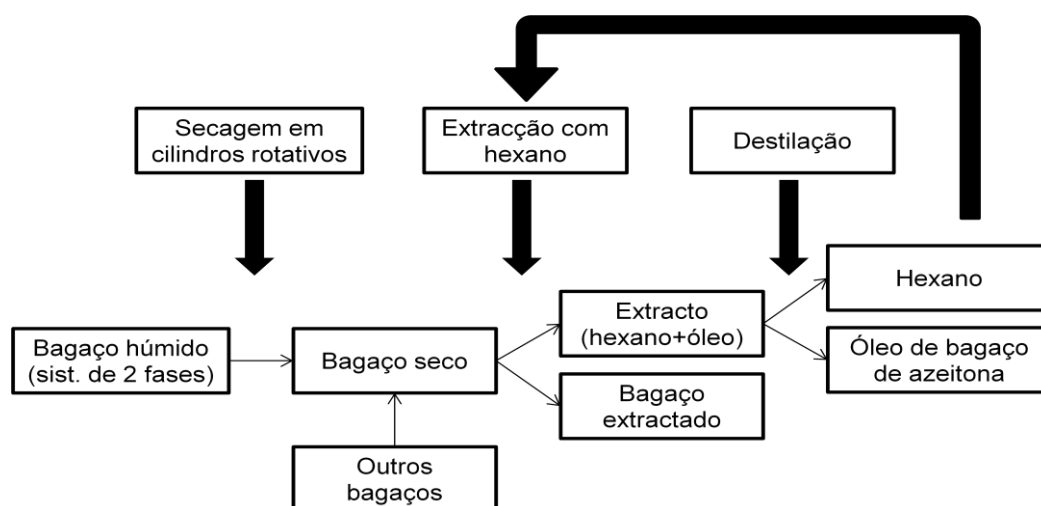 Secagem em
cilindros rotativos
Extracção com
hexano
Destilação
Hexano
Bagaço húmido
(sist. de 2 fases)
Bagaço seco
Extracto
(hexano+óleo)
Óleo de bagaço
de azeitona
Bagaço
extractado
Outros
bagaços